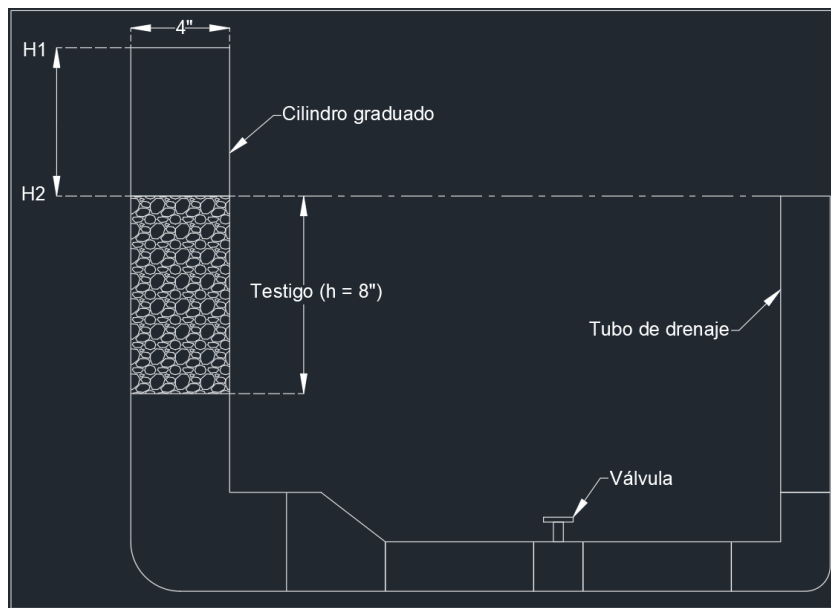 4"
H1
Cilindro graduado
H2
Testigo (h = 8")
Tubo de drenaje
Válvula